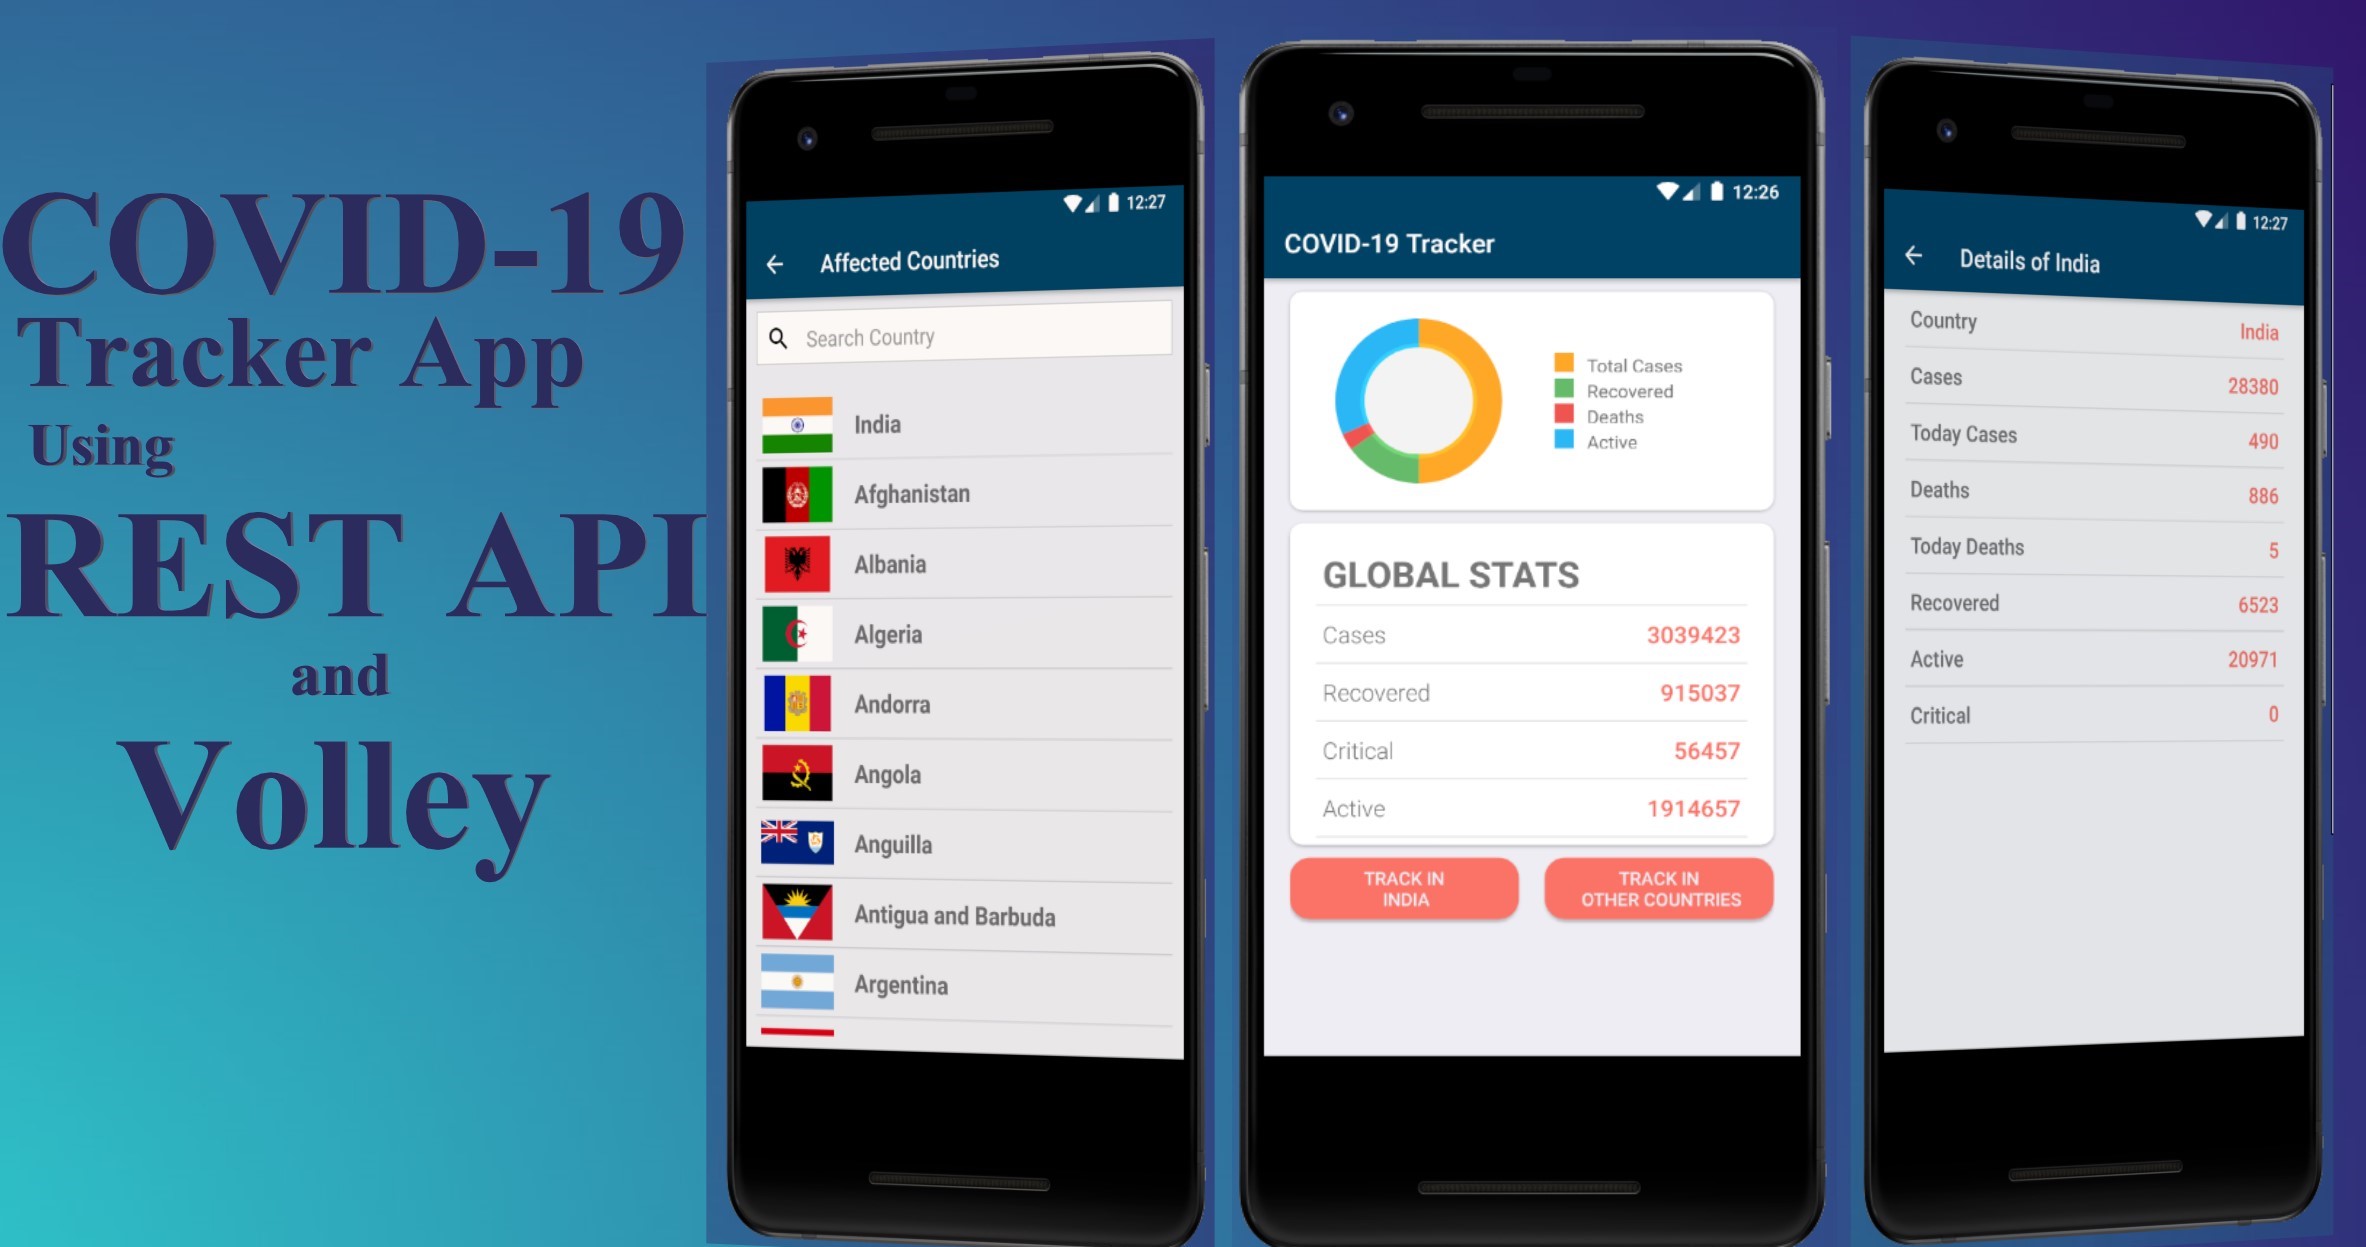 COVID-19
Tracker App
Using
REST API
and
Volley
12:27
Affected Countries
Search Country
India
Afghanistan
Albania
Algeria
Andorra
Angola
Anguilla
Antigua and Barbuda
Argentina
12:26
COVID-19 Tracker
Total Cases
Recovered
Deaths
Active
GLOBAL STATS
Cases 3039423
Recovered 915037
Critical 56457
Active 1914657
TRACK IN
INDIA
TRACK IN
OTHER COUNTRIES
12:27
Details of India
Country India
Cases 28380
Today Cases 490
Deaths 886
Today Deaths 5
Recovered 6523
Active 20971
Critical 0